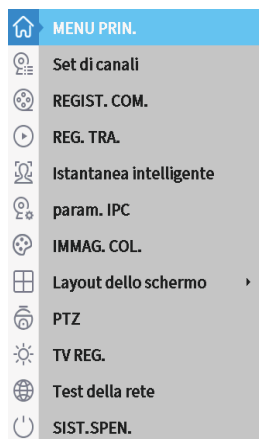 MENU PRIN.
Set di canali
REGIST. COM.
REG. TRA.
Istantanea intelligente
param. IPC
IMMAG. COL.
Layout dello schermo
PTZ
TV REG.
Test della rete
SIST.SPEN.